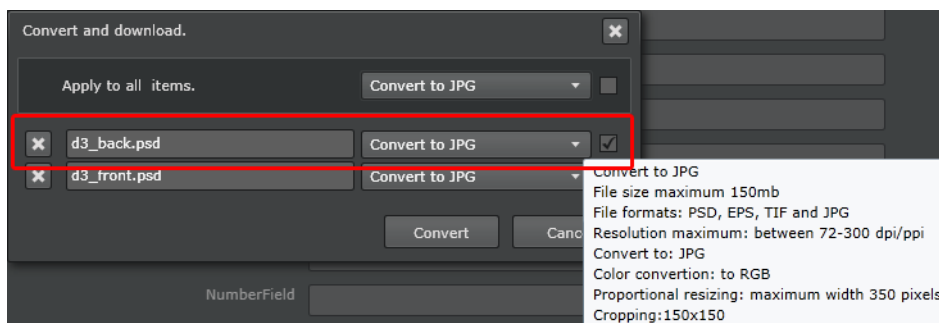 Convert and download.
Apply to all items. Convert to JPG
d3_back.psd Convert to JPG
d3_front.psd Convert to JPG
Convert Canc
Convert to JPG
File size maximum 150mb
File formats: PSD, EPS, TIF and JPG
Resolution maximum: between 72-300 dpi/ppi
Convert to: JPG
Color convertion: to RGB
Proportional resizing: maximum width 350 pixels
Cropping:150x150
NumberField